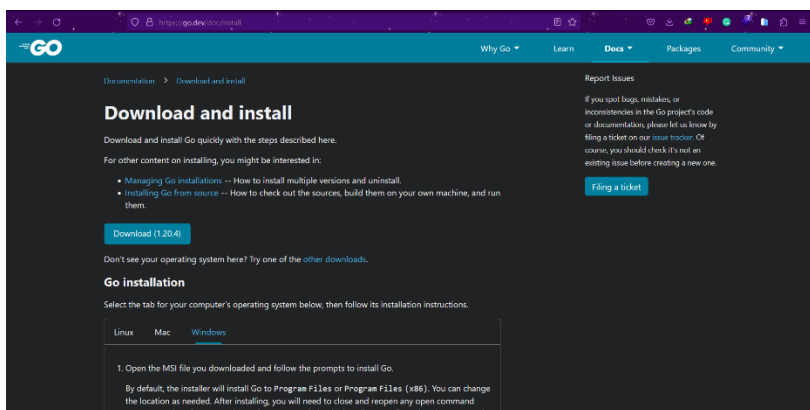 https://go.dev/doc/install
GO
Why Go
Learn
Docs
Packages
Community
Documentation > Download and install
Download and install
Download and install Go quickly with the steps described here.
For other content on installing, you might be interested in:
• Managing Go installations -- How to install multiple versions and uninstall.
• Installing Go from source -- How to check out the sources, build them on your own machine, and run
them.
Download (1.20.4)
Don't see your operating system here? Try one of the other downloads.
Go installation
Select the tab for your computer's operating system below, then follow its installation instructions.
Linux
Mac
Windows
1. Open the MSI file you downloaded and follow the prompts to install Go.
By default, the installer will install Go to Program Files or Program Files (x86). You can change
the location as needed. After installing, you will need to close and reopen any open command
Report Issues
If you spot bugs, mistakes, or
inconsistencies in the Go project's code
or documentation, please let us know by
filing a ticket on our issue tracker. Of
course, you should check it's not an
existing issue before creating a new one.
Filing a ticket